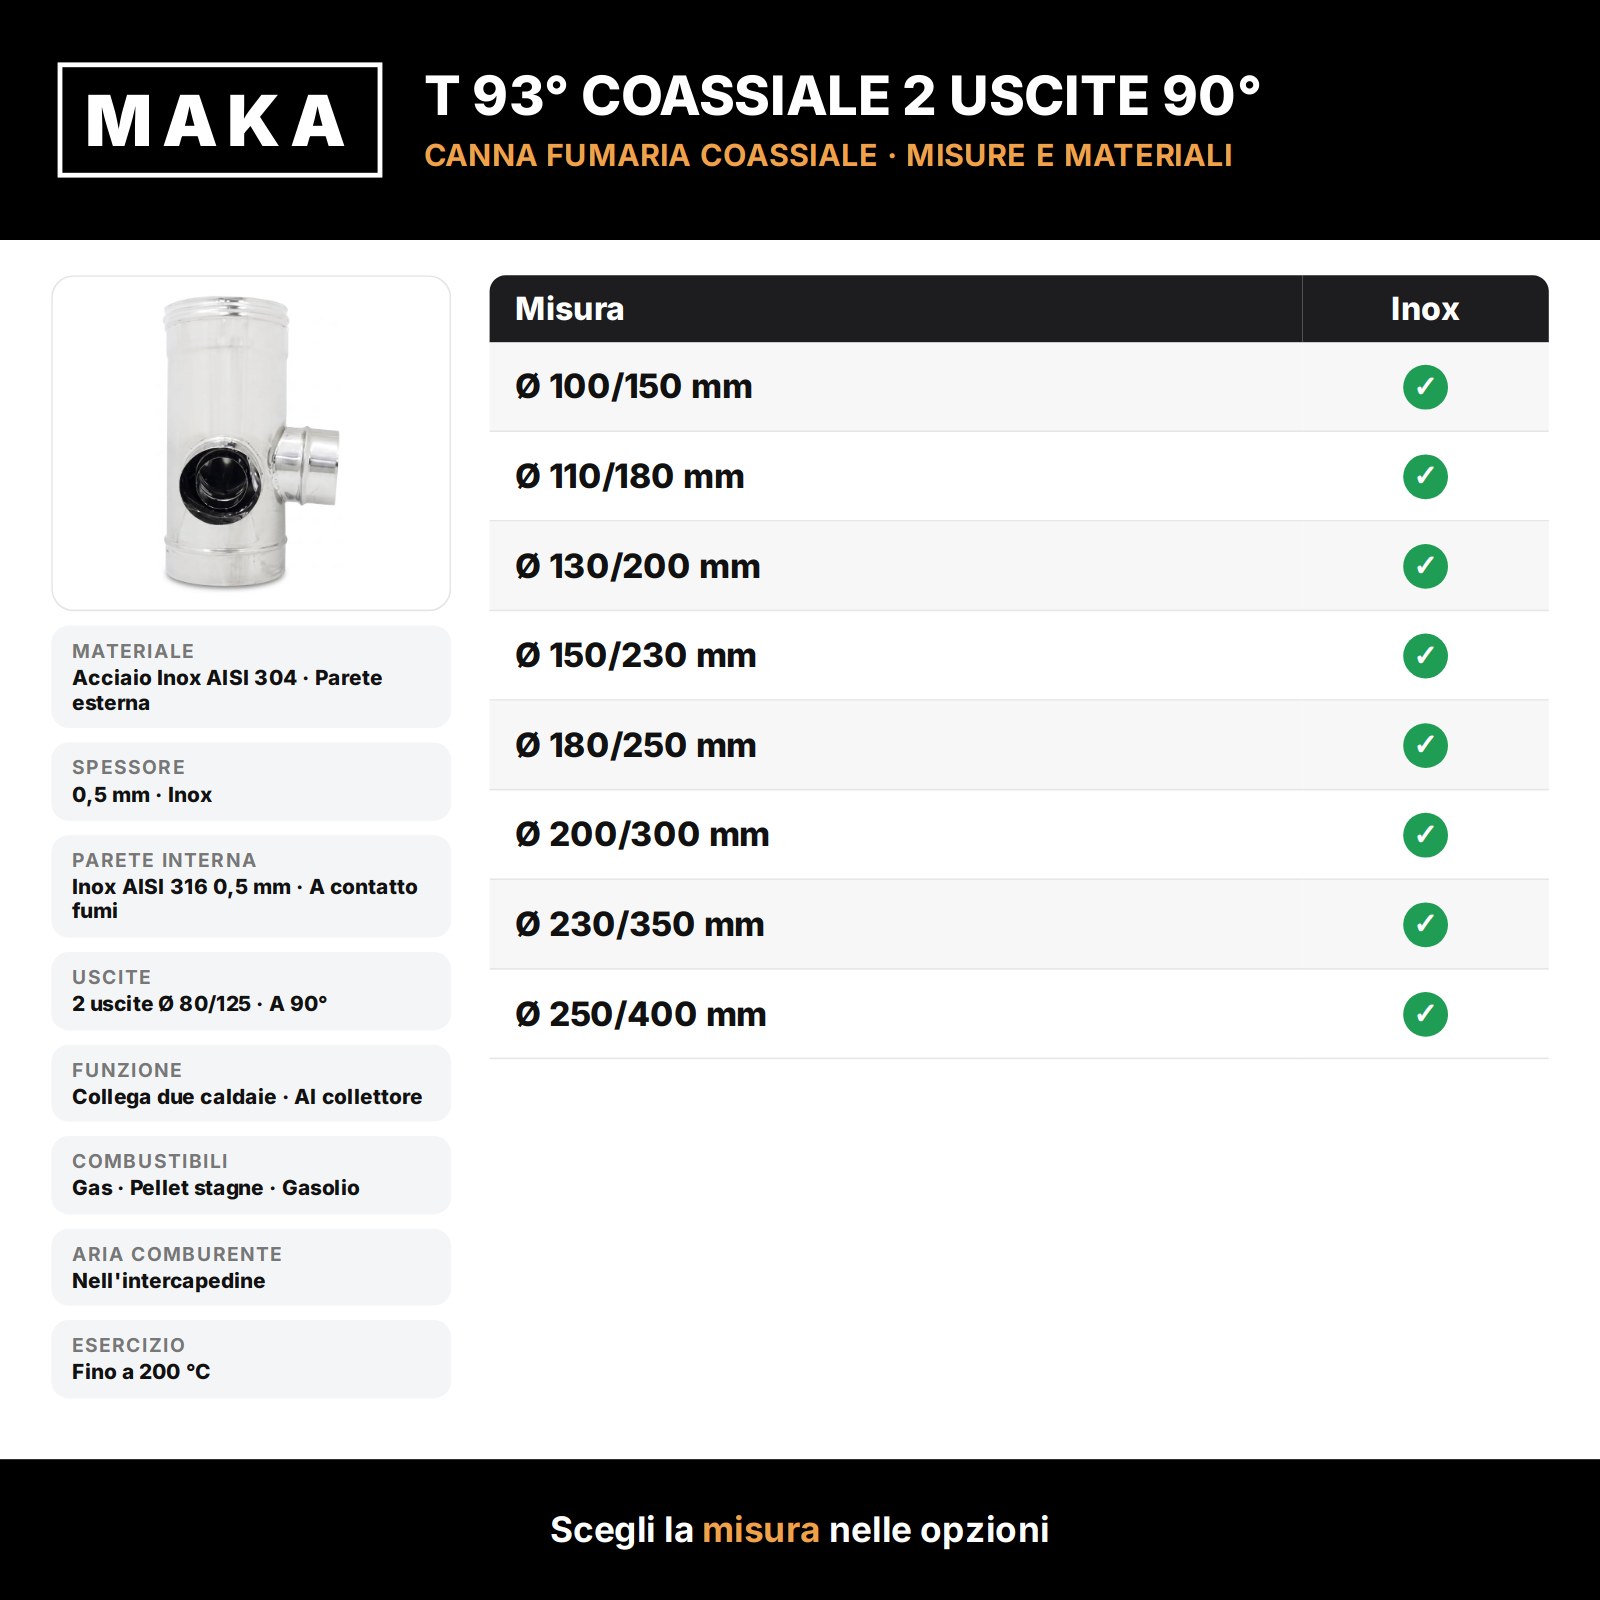 MAKA
T 93° COASSIALE 2 USCITE 90°
CANNA FUMARIA COASSIALE · MISURE E MATERIALI
MATERIALE
Acciaio Inox AISI 304 · Parete
esterna
SPESSORE
0,5 mm · Inox
PARETE INTERNA
Inox AISI 316 0,5 mm · A contatto
fumi
USCITE
2 uscite Ø 80/125 · A 90°
FUNZIONE
Collega due caldaie · Al collettore
COMBUSTIBILI
Gas · Pellet stagne · Gasolio
ARIA COMBURENTE
Nell'intercapedine
ESERCIZIO
Fino a 200 °C
Misura Inox
Ø 100/150 mm ✓
Ø 110/180 mm ✓
Ø 130/200 mm ✓
Ø 150/230 mm ✓
Ø 180/250 mm ✓
Ø 200/300 mm ✓
Ø 230/350 mm ✓
Ø 250/400 mm ✓
Scegli la misura nelle opzioni